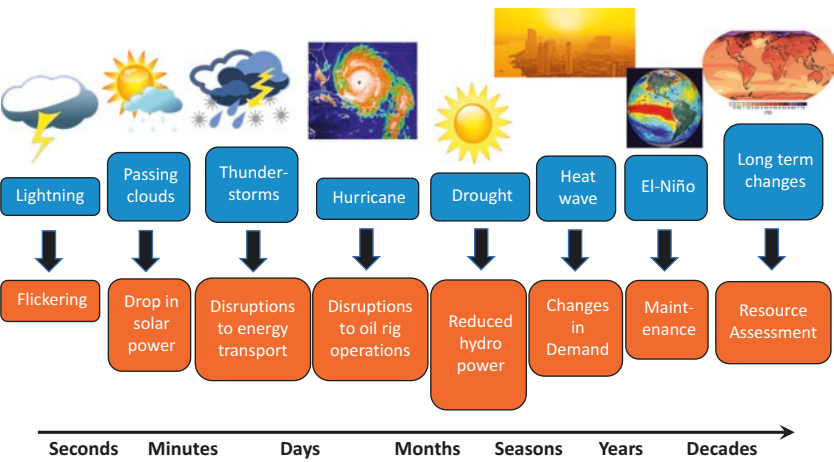 Lightning
Passing
clouds
Thunder-
storms
Hurricane
Drought
Heat
wave
El-Niño
Long term
changes
Flickering
Drop in
solar
power
Disruptions
to energy
transport
Disruptions
to oil rig
operations
Reduced
hydro
power
Changes
in
Demand
Maint-
enance
Resource
Assessment
Seconds Minutes Days Months Seasons Years Decades